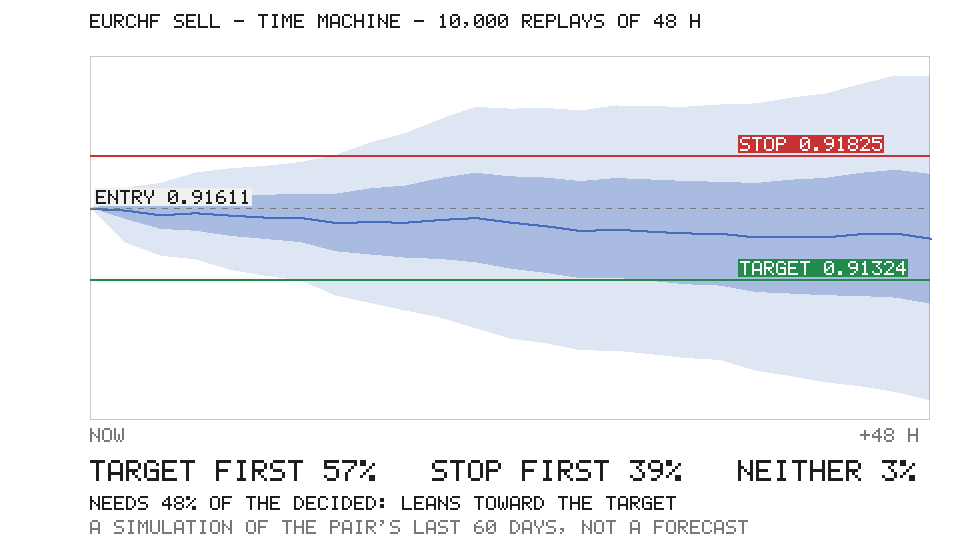 EURCHF SELL - TIME MACHINE - 10,000 REPLAYS OF 48 H
STOP 0.91825
ENTRY 0.91611
TARGET 0.91324
NOW
+48 H
TARGET FIRST 57% STOP FIRST 39% NEITHER 3%
NEEDS 48% OF THE DECIDED: LEANS TOWARD THE TARGET
A SIMULATION OF THE PAIR'S LAST 60 DAYS, NOT A FORECAST